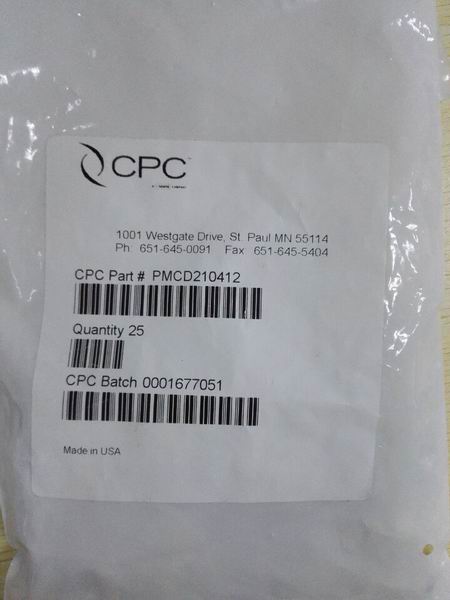 CPC
1001 Westgate Drive, St. Paul MN 55114
Ph: 651-645-0091 Fax 651-645-5404
CPC Part # PMCD210412
Quantity 25
CPC Batch 0001677051
Made in USA